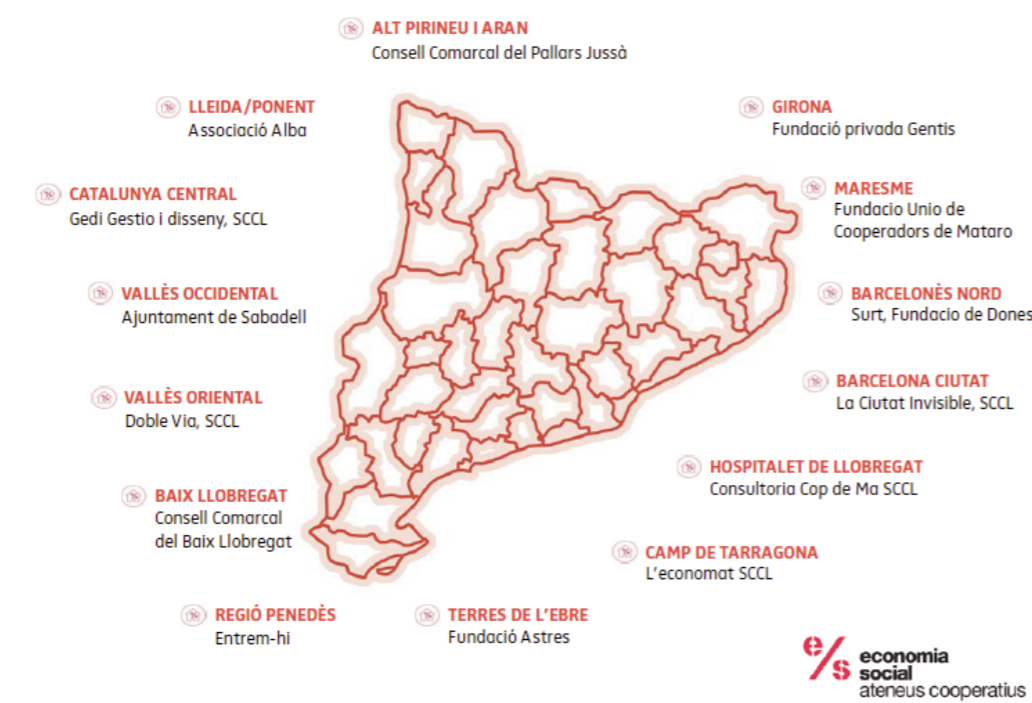 ALT PIRINEU I ARAN
Consell Comarcal del Pallars Jussà
LLEIDA/PONENT
Associació Alba
GIRONA
Fundació privada Gentis
CATALUNYA CENTRAL
Gedi Gestio i disseny, SCCL
MARESME
Fundacio Unio de
Cooperadors de Mataro
VALLÈS OCCIDENTAL
Ajuntament de Sabadell
BARCELONÈS NORD
Surt, Fundacio de Dones
VALLÈS ORIENTAL
Doble Via, SCCL
BARCELONA CIUTAT
La Ciutat Invisible, SCCL
HOSPITALET DE LLOBREGAT
Consultoria Cop de Ma SCCL
BAIX LLOBREGAT
Consell Comarcal
del Baix Llobregat
CAMP DE TARRAGONA
L'economat SCCL
REGIÓ PENEDÈS
Entrem-hi
TERRES DE L'EBRE
Fundació Astres
e/s
economia
social
ateneus cooperatius